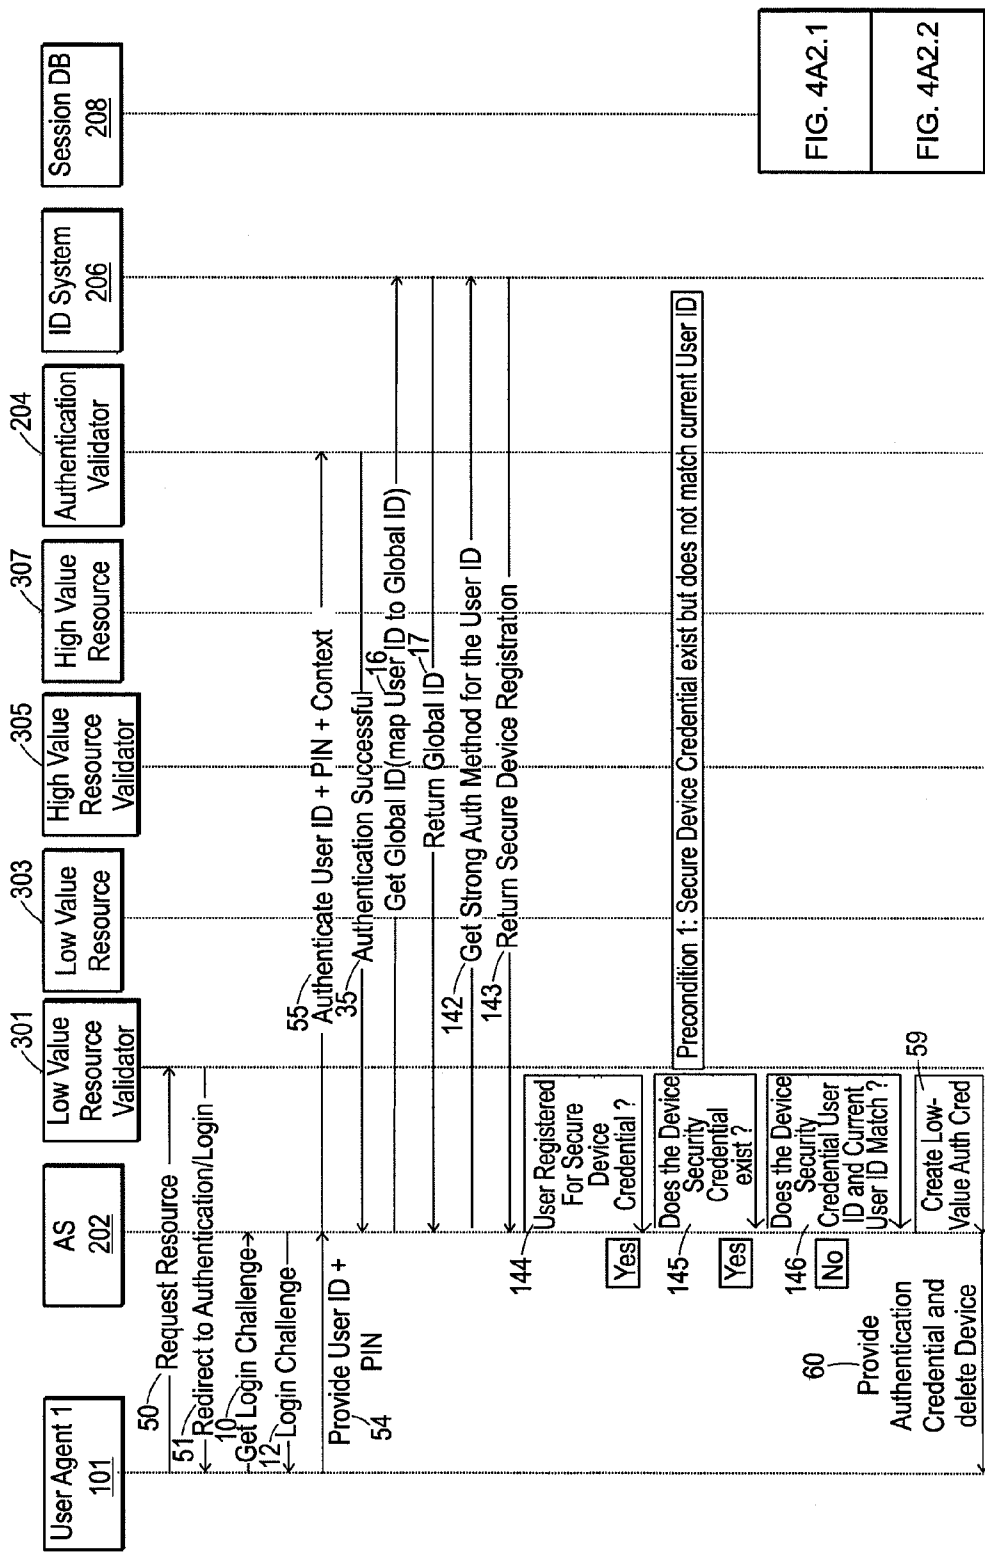 User Agent 1
101
AS
202
301
Low Value
Resource
Validator
303
Low Value
Resource
305
High Value
Resource
Validator
307
High Value
Resource
204
Authentication
Validator
ID System
206
Session DB
208
50
Request Resource
51
Redirect to Authentication/Login
10
Get Login Challenge
12
Login Challenge
Provide User ID +
PIN
54
55
Authenticate User ID + PIN + Context
35
Authentication Successful
16
Get Global ID(map User ID to Global ID)
17
Return Global ID
142
Get Strong Auth Method for the User ID
143
Return Secure Device Registration
144
User Registered
For Secure
Device
Credential ?
Yes
Precondition 1: Secure Device Credential exist but does not match current User ID
145
Does the Device
Security
Credential
exist ?
Yes
146
Does the Device
Security
Credential User
ID and Current
User ID Match ?
No
59
Create Low-
Value Auth Cred
60
Provide
Authentication
Credential and
delete Device
FIG. 4A2.1
FIG. 4A2.2